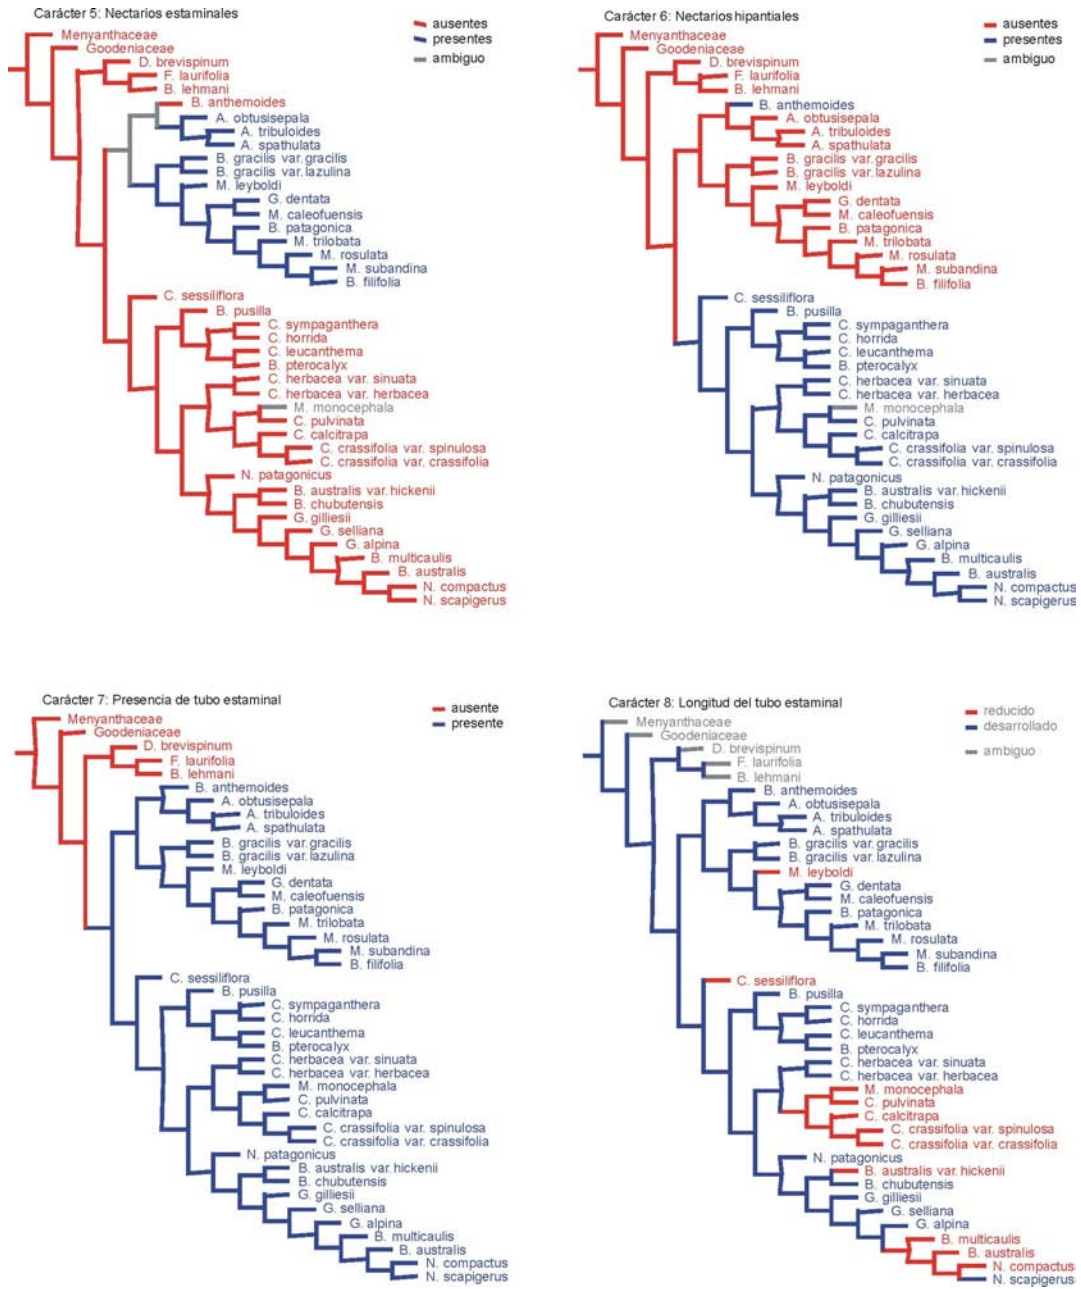 Carácter 5: Nectarios estaminales
ausentes
presentes
ambiguo
Menyanthaceae
Goodeniaceae
D. brevispinum
F. laurifolia
B. lehmani
B. anthemoides
A. obtusisepala
A. tribuloides
A. spathulata
B. gracilis var. gracilis
B. gracilis var. lazulina
M. leyboldi
G. dentata
M. caleofuensis
B. patagonica
M. trilobata
M. rosulata
M. subandina
B. filifolia
C. sessiliflora
B. pusilla
C. sympaganthera
C. horrida
C. leucanthema
B. pterocalyx
C. herbacea var. sinuata
C. herbacea var. herbacea
M. monocephala
C. pulvinata
C. calcitrapa
C. crassifolia var. spinulosa
C. crassifolia var. crassifolia
N. patagonicus
B. australis var. hickenii
B. chubutensis
G. gilliesii
G. selliana
G. alpina
B. multicaulis
B. australis
N. compactus
N. scapigerus
Carácter 6: Nectarios hipantiales
ausentes
presentes
ambiguo
Menyanthaceae
Goodeniaceae
D. brevispinum
F. laurifolia
B. lehmani
B. anthemoides
A. obtusisepala
A. tribuloides
A. spathulata
B. gracilis var. gracilis
B. gracilis var. lazulina
M. leyboldi
G. dentata
M. caleofuensis
B. patagonica
M. trilobata
M. rosulata
M. subandina
B. filifolia
C. sessiliflora
B. pusilla
C. sympaganthera
C. horrida
C. leucanthema
B. pterocalyx
C. herbacea var. sinuata
C. herbacea var. herbacea
M. monocephala
C. pulvinata
C. calcitrapa
C. crassifolia var. spinulosa
C. crassifolia var. crassifolia
N. patagonicus
B. australis var. hickenii
B. chubutensis
G. gilliesii
G. selliana
G. alpina
B. multicaulis
B. australis
N. compactus
N. scapigerus
Carácter 7: Presencia de tubo estaminal
ausente
presente
Menyanthaceae
Goodeniaceae
D. brevispinum
F. laurifolia
B. lehmani
B. anthemoides
A. obtusisepala
A. tribuloides
A. spathulata
B. gracilis var. gracilis
B. gracilis var. lazulina
M. leyboldi
G. dentata
M. caleofuensis
B. patagonica
M. trilobata
M. rosulata
M. subandina
B. filifolia
C. sessiliflora
B. pusilla
C. sympaganthera
C. horrida
C. leucanthema
B. pterocalyx
C. herbacea var. sinuata
C. herbacea var. herbacea
M. monocephala
C. pulvinata
C. calcitrapa
C. crassifolia var. spinulosa
C. crassifolia var. crassifolia
N. patagonicus
B. australis var. hickenii
B. chubutensis
G. gilliesii
G. selliana
G. alpina
B. multicaulis
B. australis
N. compactus
N. scapigerus
Carácter 8: Longitud del tubo estaminal
reducido
desarrollado
ambiguo
Menyanthaceae
Goodeniaceae
D. brevispinum
F. laurifolia
B. lehmani
B. anthemoides
A. obtusisepala
A. tribuloides
A. spathulata
B. gracilis var. gracilis
B. gracilis var. lazulina
M. leyboldi
G. dentata
M. caleofuensis
B. patagonica
M. trilobata
M. rosulata
M. subandina
B. filifolia
C. sessiliflora
B. pusilla
C. sympaganthera
C. horrida
C. leucanthema
B. pterocalyx
C. herbacea var. sinuata
C. herbacea var. herbacea
M. monocephala
C. pulvinata
C. calcitrapa
C. crassifolia var. spinulosa
C. crassifolia var. crassifolia
N. patagonicus
B. australis var. hickenii
B. chubutensis
G. gilliesii
G. selliana
G. alpina
B. multicaulis
B. australis
N. compactus
N. scapigerus